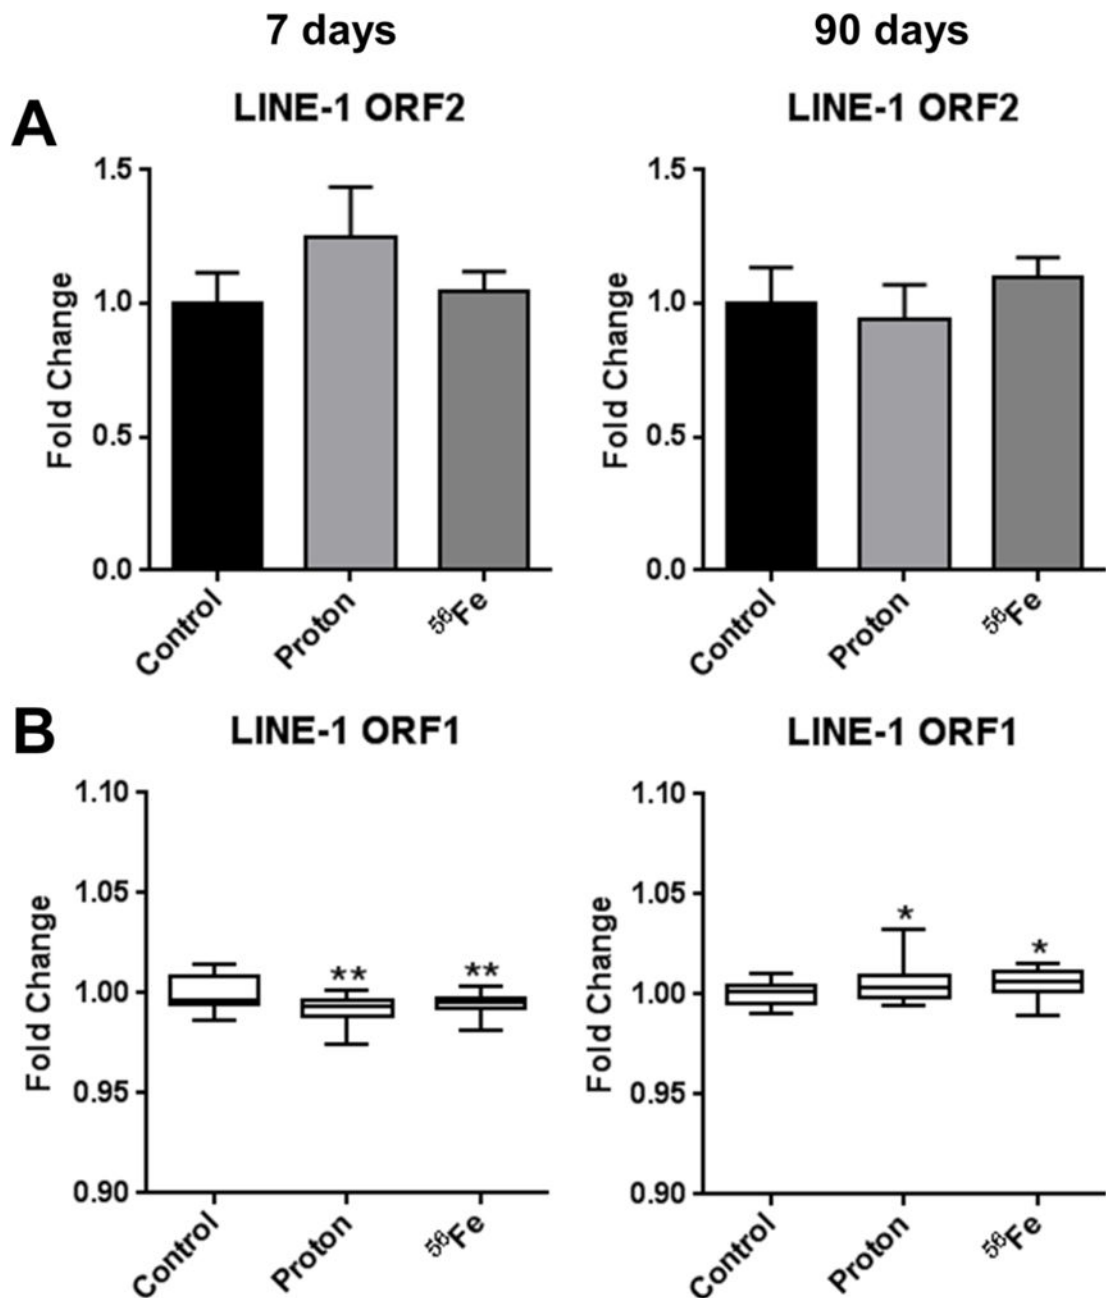 7 days
90 days
A
LINE-1 ORF2
1.5
1.0
0.5
0.0
Fold Change
Control
Proton
⁵⁶Fe
LINE-1 ORF2
1.5
1.0
0.5
0.0
Fold Change
Control
Proton
⁵⁶Fe
B
LINE-1 ORF1
1.10
1.05
1.00
0.95
0.90
Fold Change
**
**
Control
Proton
⁵⁶Fe
LINE-1 ORF1
1.10
1.05
1.00
0.95
0.90
Fold Change
*
*
Control
Proton
⁵⁶Fe